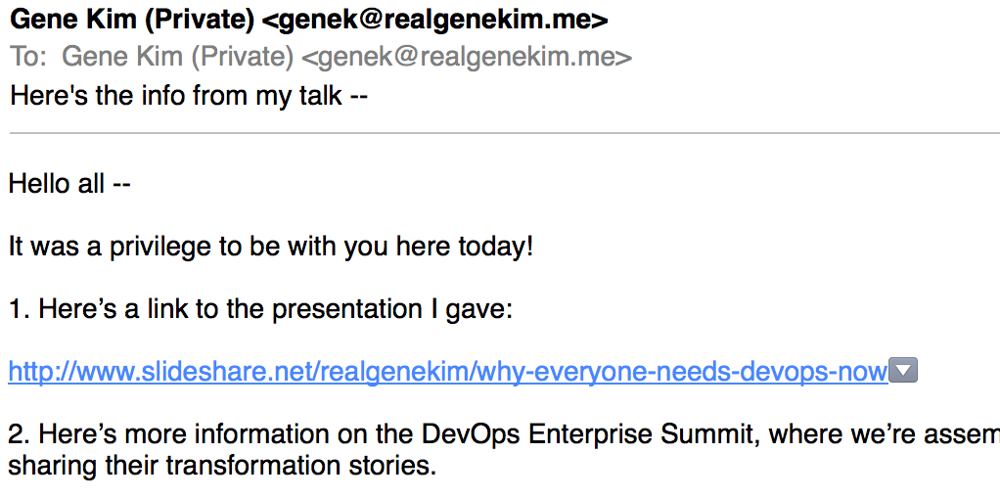 Gene Kim (Private) <genek@realgenekim.me>
To:  Gene Kim (Private) <genek@realgenekim.me>
Here's the info from my talk --
Hello all --
It was a privilege to be with you here today!
1. Here’s a link to the presentation I gave:
http://www.slideshare.net/realgenekim/why-everyone-needs-devops-now
2. Here’s more information on the DevOps Enterprise Summit, where we’re assem
sharing their transformation stories.